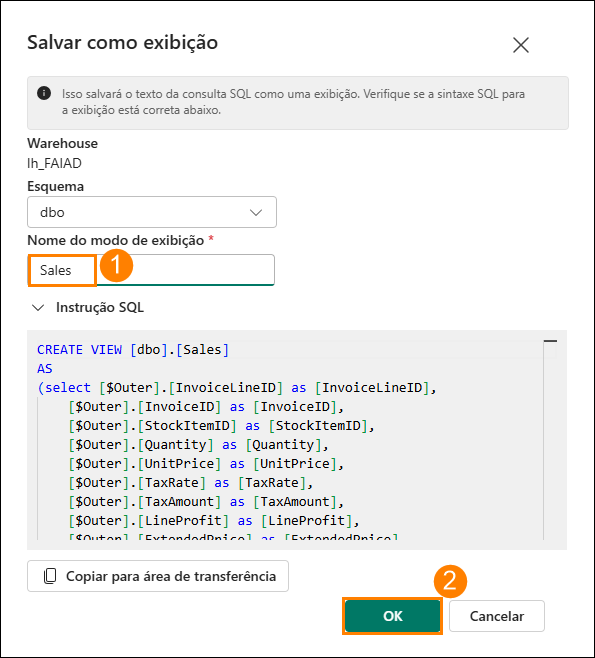 Salvar como exibição
Isso salvará o texto da consulta SQL como uma exibição. Verifique se a sintaxe SQL para
a exibição está correta abaixo.
Warehouse
lh_FAIAD
Esquema
dbo
Nome do modo de exibição *
Sales
1
Instrução SQL
CREATE VIEW [dbo].[Sales]
AS
(select [$Outer].[InvoiceLineID] as [InvoiceLineID],
[$Outer].[InvoiceID] as [InvoiceID],
[$Outer].[StockItemID] as [StockItemID],
[$Outer].[Quantity] as [Quantity],
[$Outer].[UnitPrice] as [UnitPrice],
[$Outer].[TaxRate] as [TaxRate],
[$Outer].[TaxAmount] as [TaxAmount],
[$Outer].[LineProfit] as [LineProfit],
[$Outer].[ExtendedPrice] as [ExtendedPrice]
Copiar para área de transferência
2
OK
Cancelar